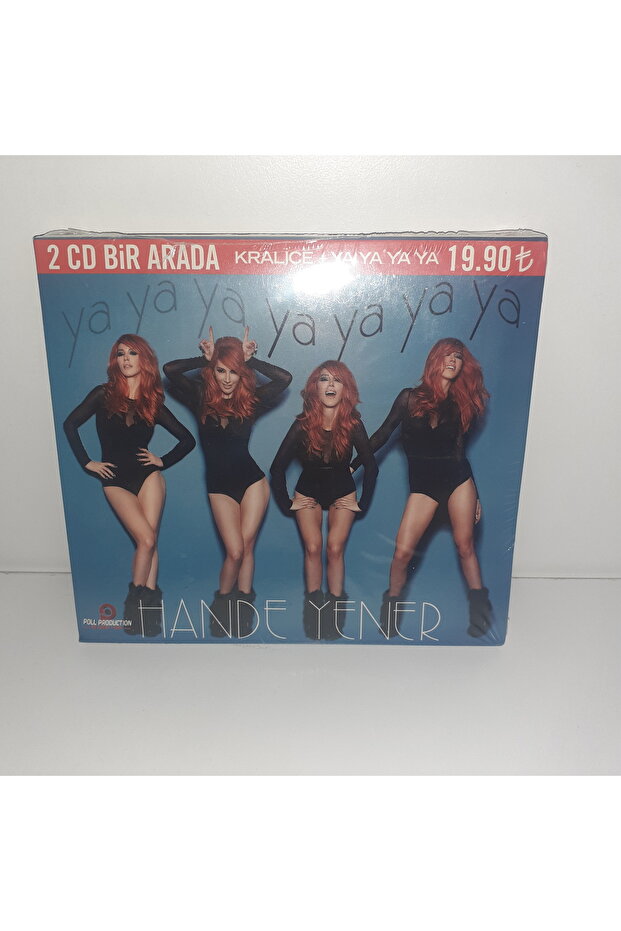 2 CD BiR ARADA KRALİÇE + YA YA YA YA 19.90 ₺
ya ya ya ya ya ya ya
POLL PRODUCTION
HANDE YENER